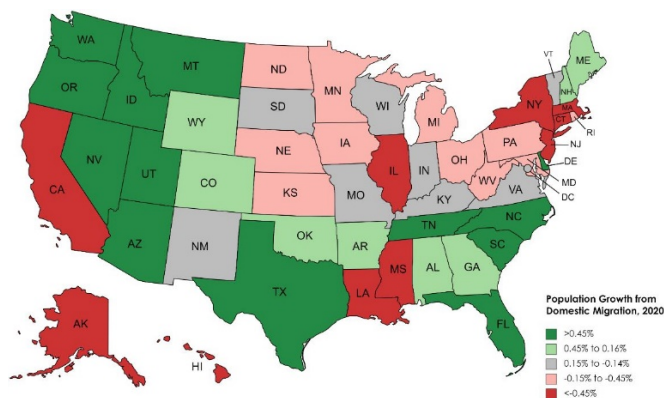 WA
MT
ND
MN
VT
ME
OR
ID
SD
WI
MI
NY
NH
MA
CT
RI
WY
IA
NE
PA
NJ
NV
UT
CO
IL
IN
OH
DE
CA
KS
MO
WV
VA
MD
DC
KY
AZ
NM
OK
AR
TN
NC
SC
TX
LA
MS
AL
GA
FL
AK
HI
Population Growth from
Domestic Migration, 2020
>0.45%
0.45% to 0.16%
0.15% to -0.14%
-0.15% to -0.45%
<-0.45%